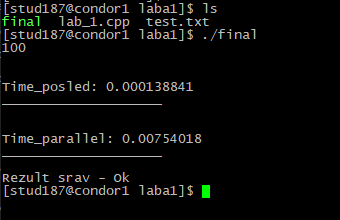 [stud187@condor1 laba1]$ ls
final  lab_1.cpp  test.txt
[stud187@condor1 laba1]$ ./final
100
Time_posled: 0.000138841
____________________
Time_parallel: 0.00754018
____________________
Rezult srav - Ok
[stud187@condor1 laba1]$